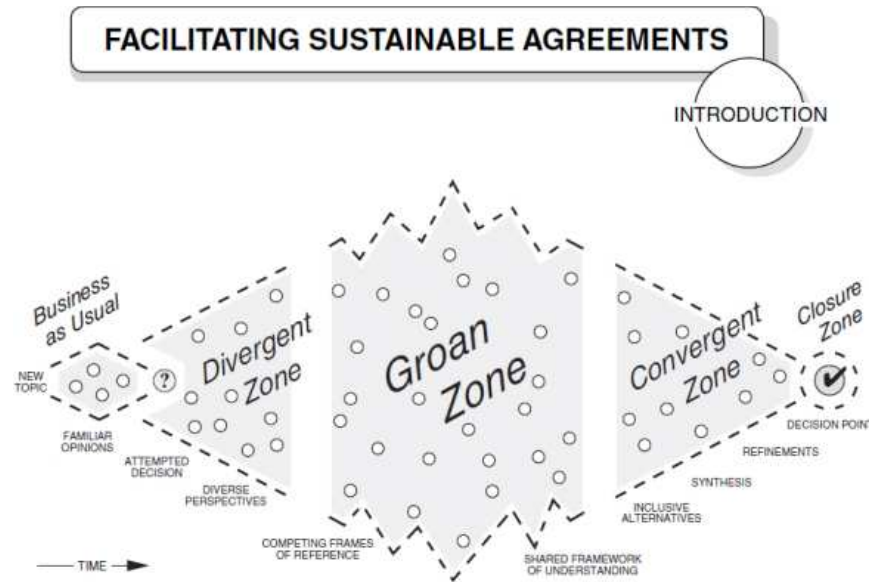 FACILITATING SUSTAINABLE AGREEMENTS
INTRODUCTION
Business
as Usual
Divergent
Zone
Groan
Zone
Convergent
Zone
Closure
Zone
NEW
TOPIC
?
FAMILIAR
OPINIONS
ATTEMPTED
DECISION
DIVERSE
PERSPECTIVES
COMPETING FRAMES
OF REFERENCE
SHARED FRAMEWORK
OF UNDERSTANDING
INCLUSIVE
ALTERNATIVES
SYNTHESIS
REFINEMENTS
DECISION POINT
TIME